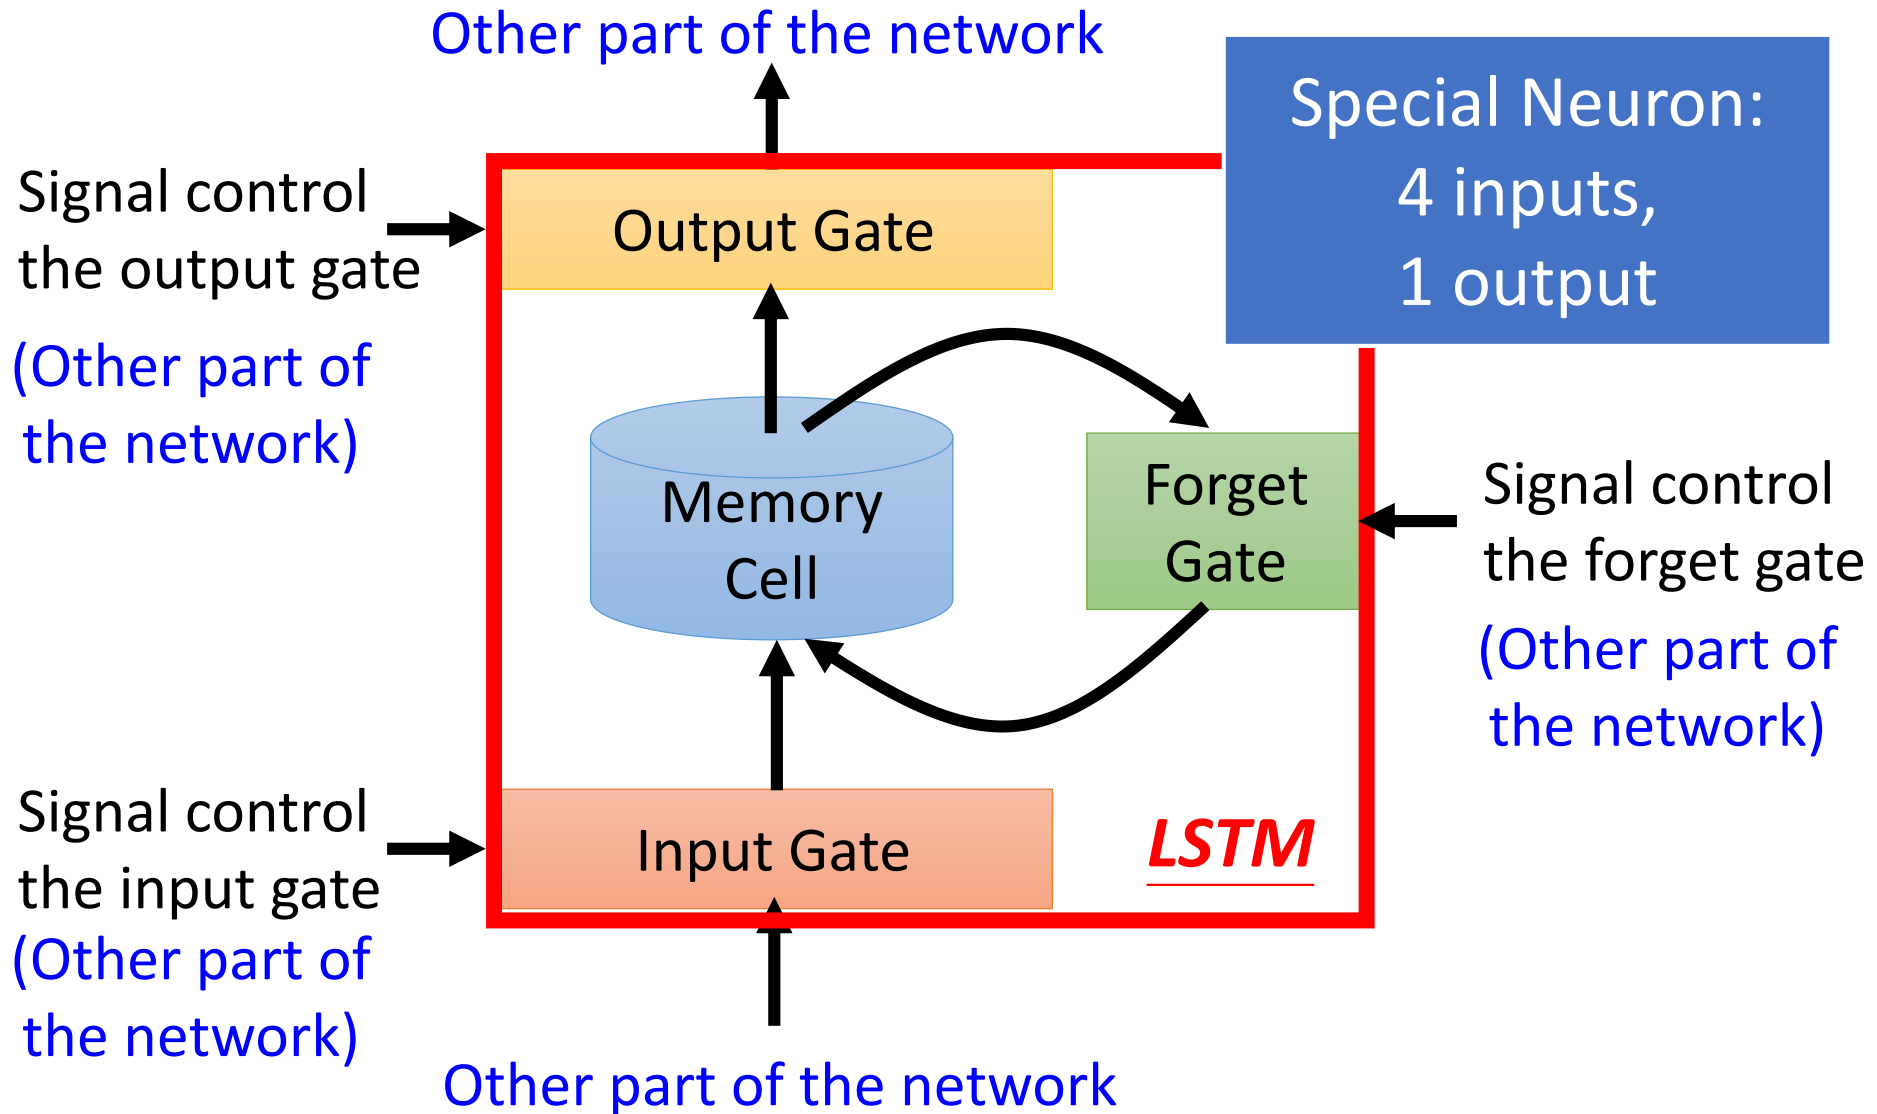 Other part of the network
Special Neuron:
4 inputs,
1 output
Signal control
the output gate
(Other part of
the network)
Output Gate
Memory
Cell
Forget
Gate
Signal control
the forget gate
(Other part of
the network)
Signal control
the input gate
(Other part of
the network)
Input Gate
LSTM
Other part of the network